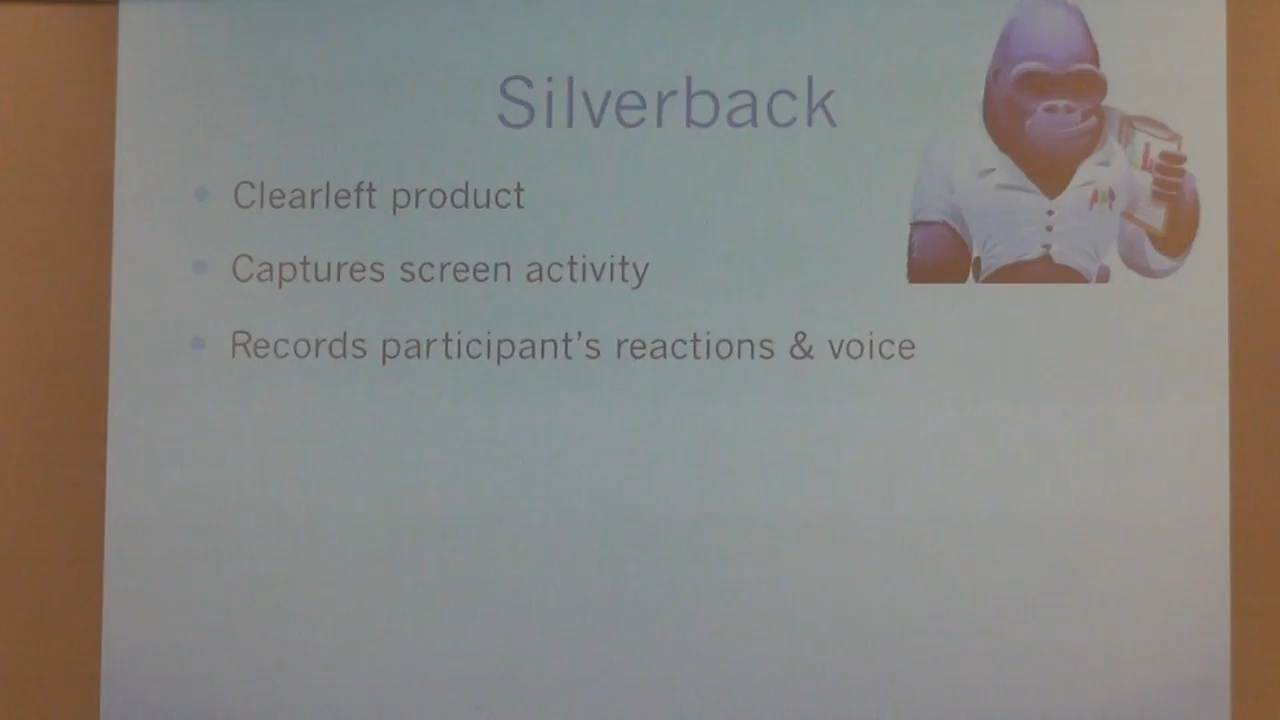 Silverback
Clearleft product
Captures screen activity
Records participant's reactions & voice